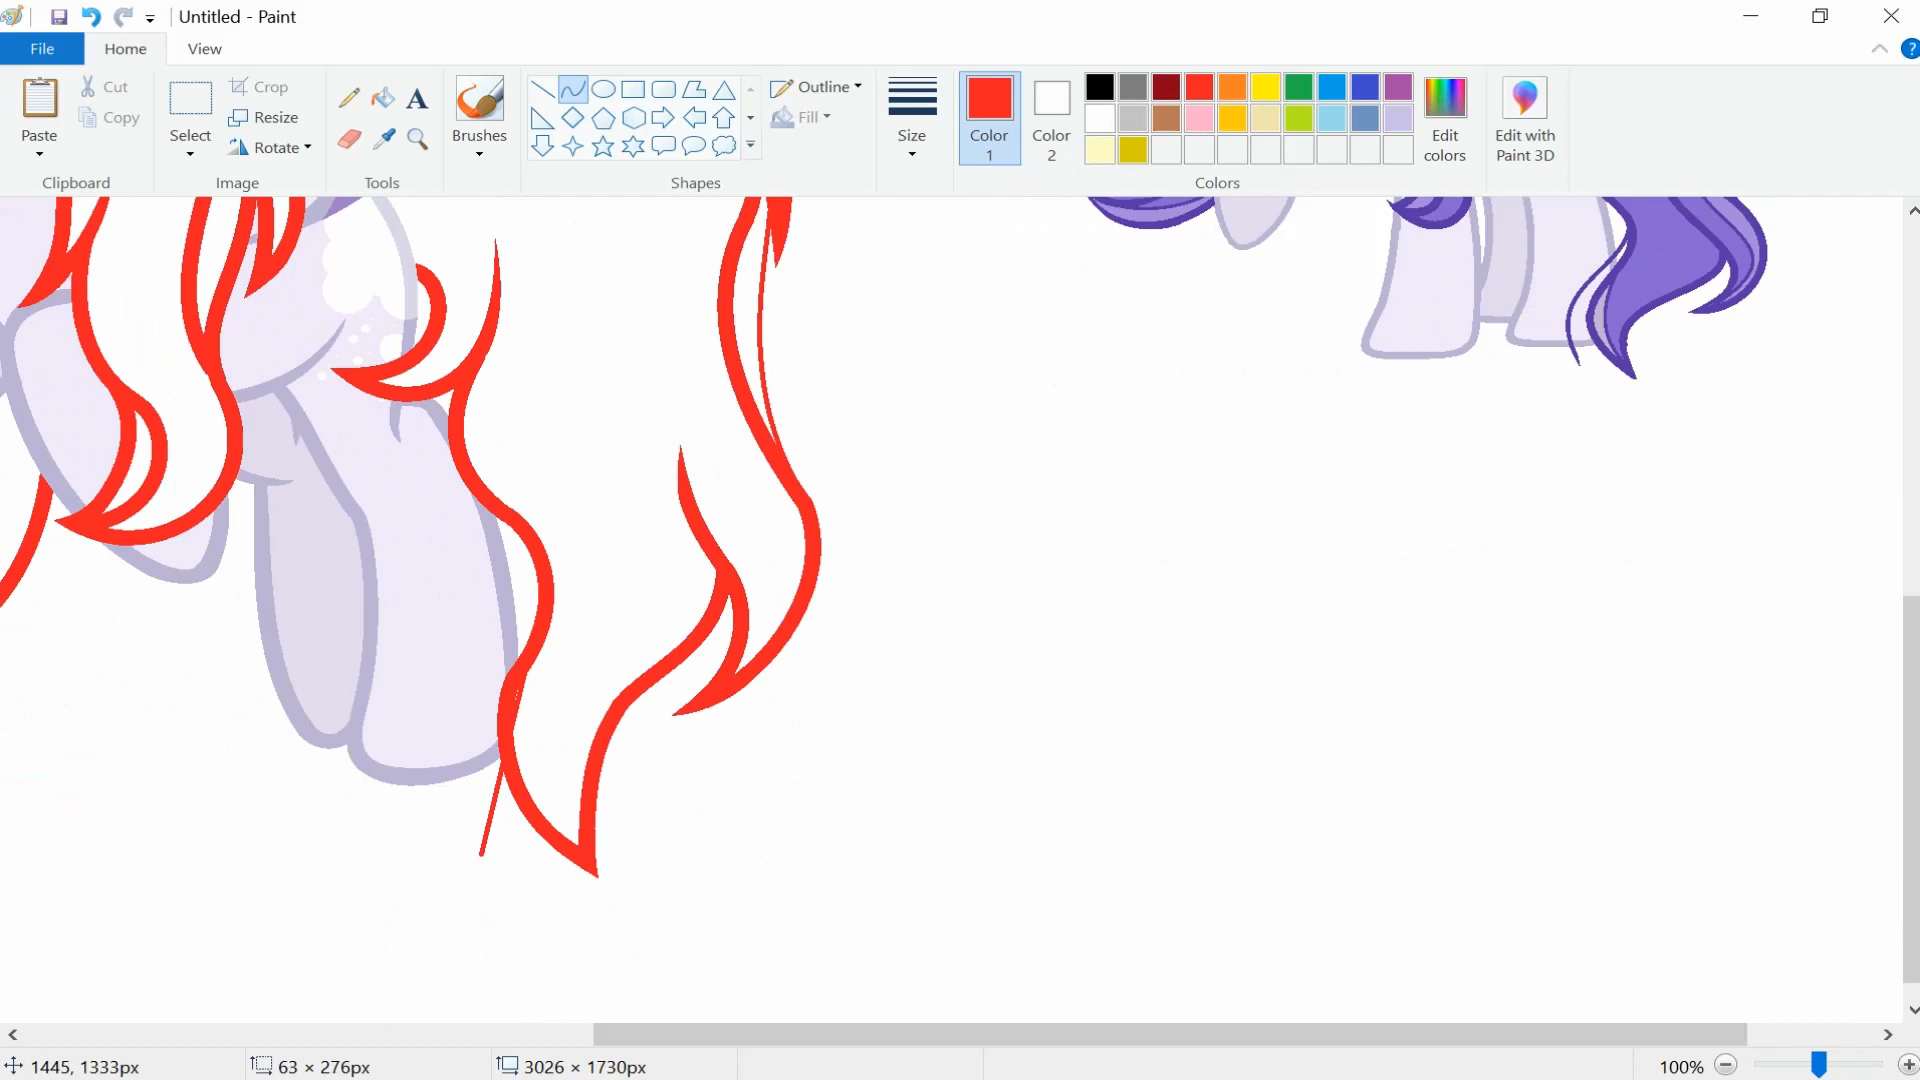 Untitled - Paint
File Home View
Paste
Cut
Copy
Clipboard
Select
Crop
Resize
Rotate
Image
A
Tools
Brushes
Shapes
Outline
Fill
Size
Color 1
Color 2
Colors
Edit colors
Edit with Paint 3D
?
1445, 1333px
63 × 276px
3026 × 1730px
100%